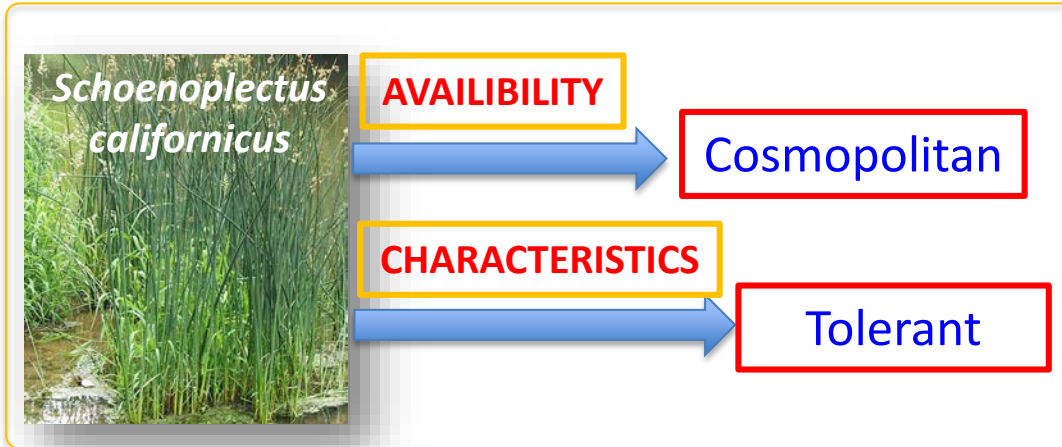 Schoenoplectus
californicus
AVAILIBILITY
Cosmopolitan
CHARACTERISTICS
Tolerant